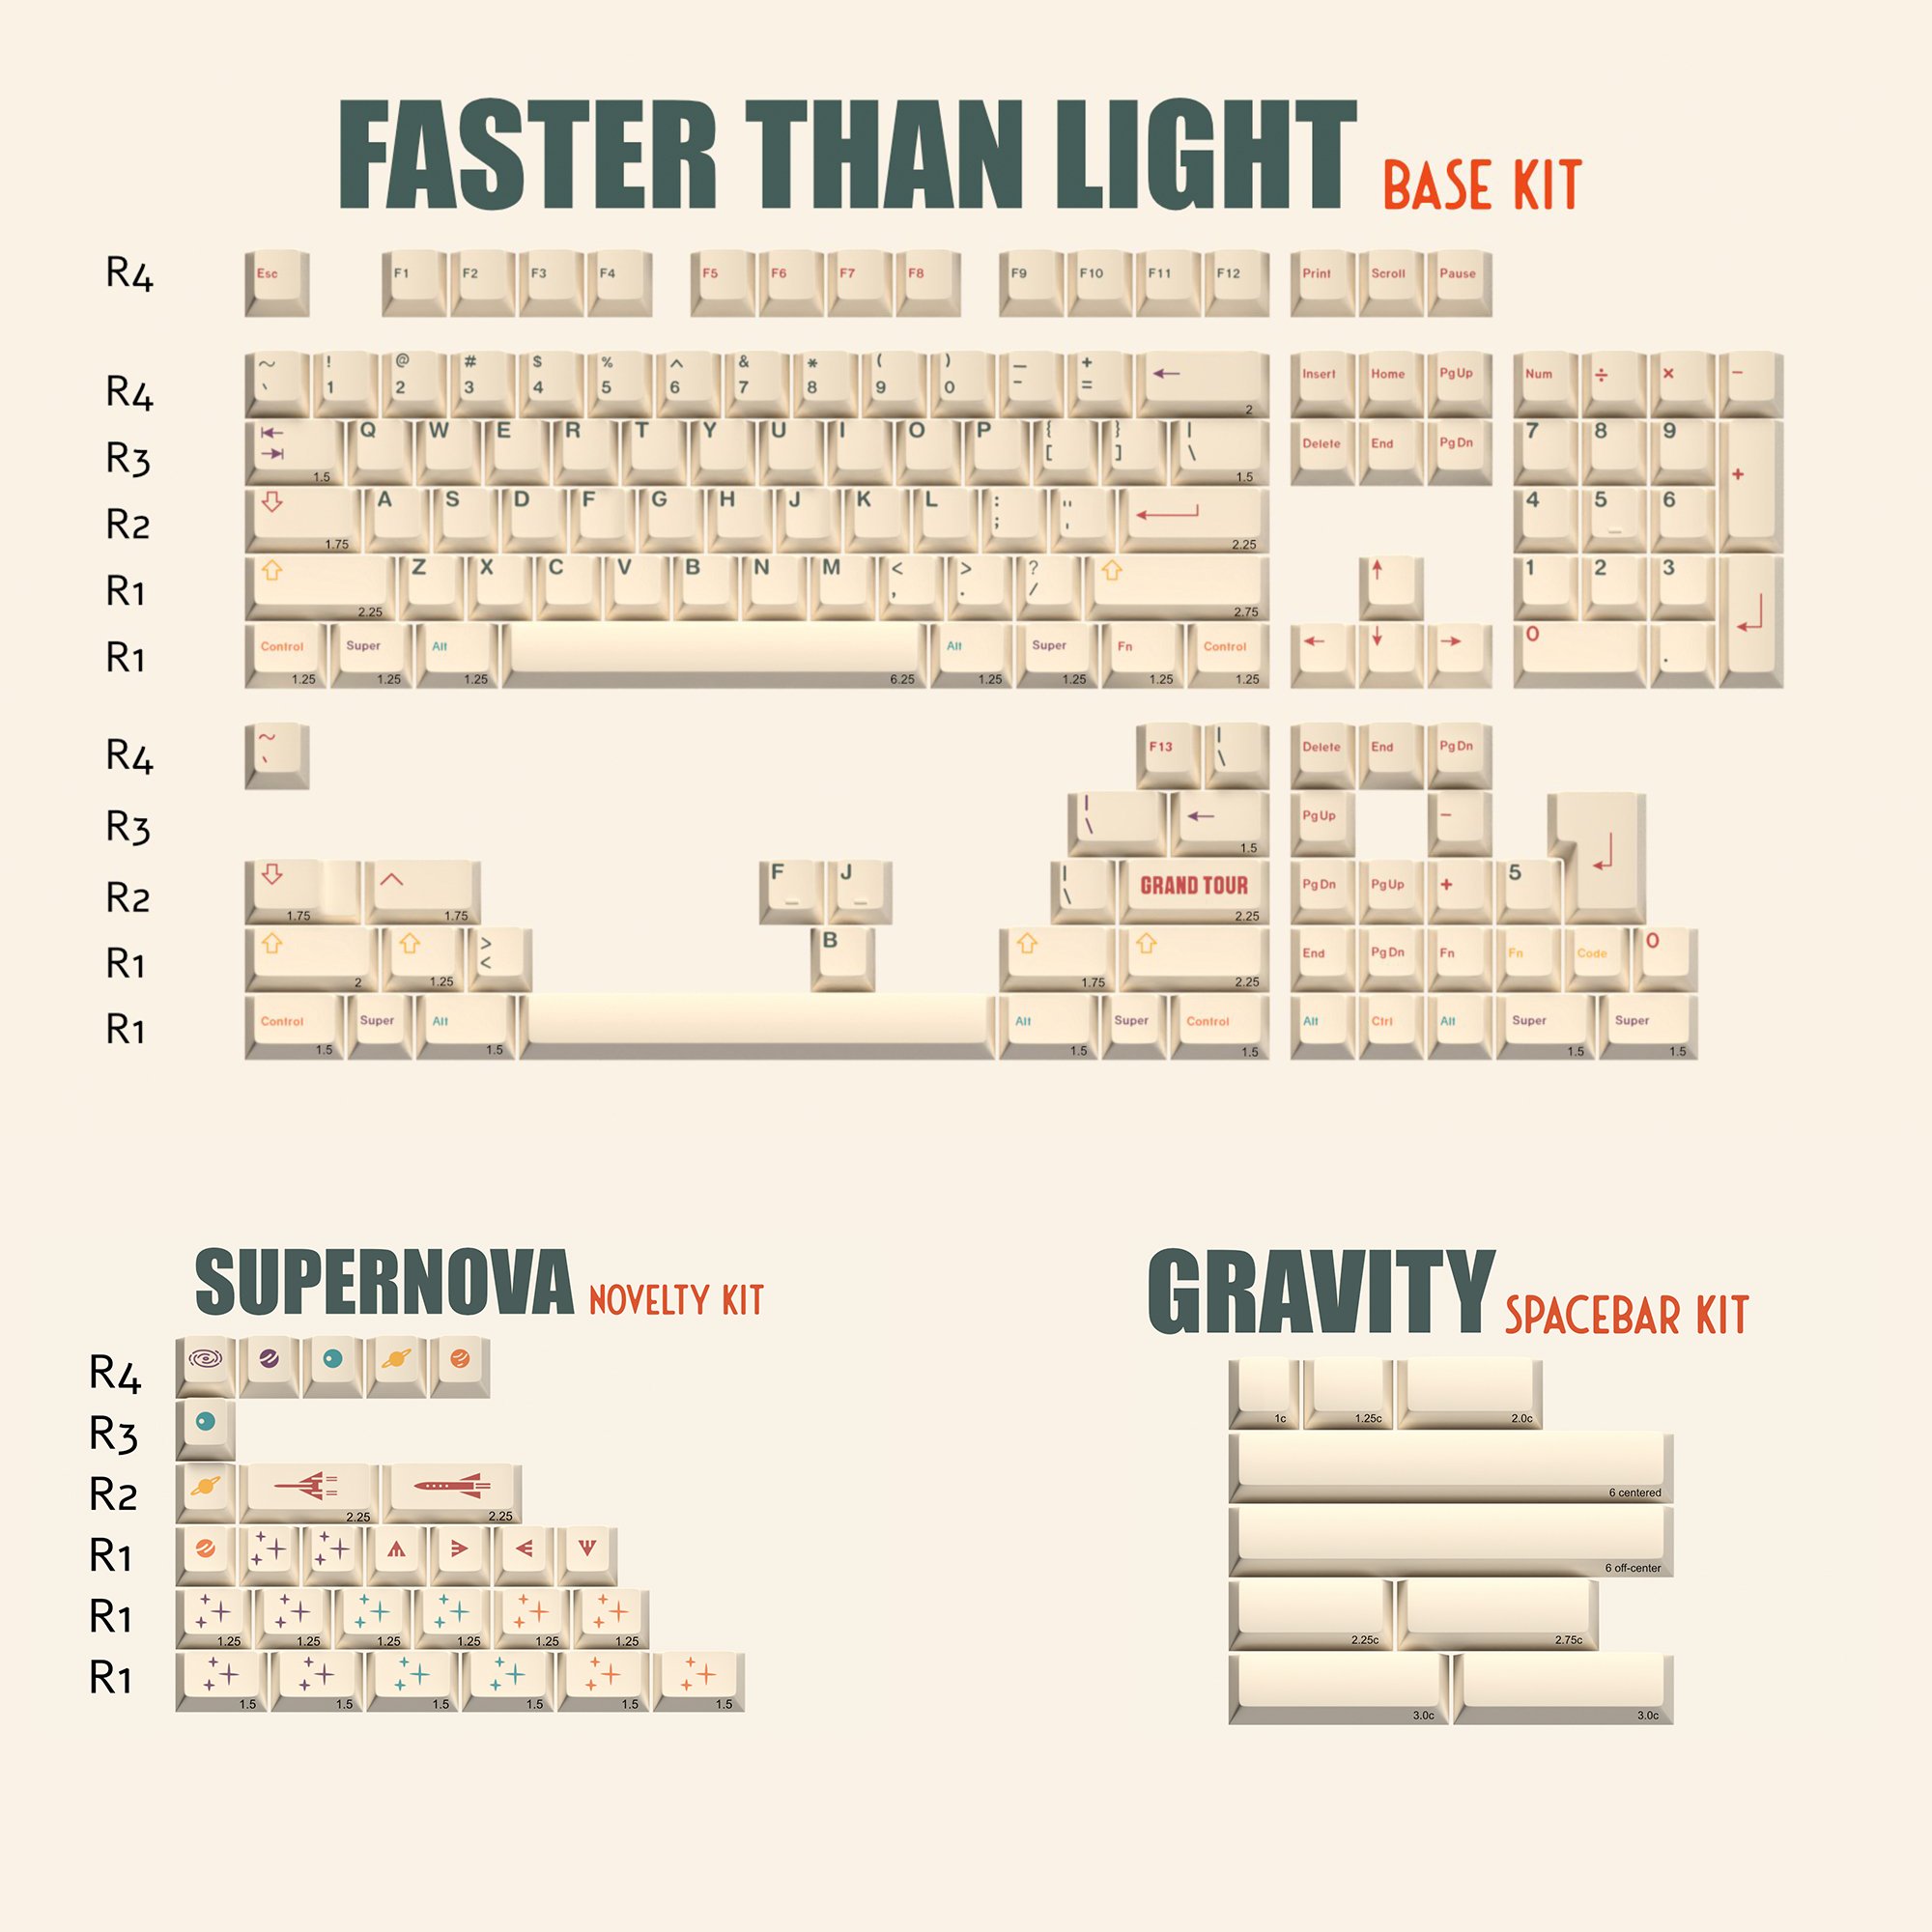 FASTER THAN LIGHT BASE KIT
R4 Esc F1 F2 F3 F4 F5 F6 F7 F8 F9 F10 F11 F12 Print Scroll Pause
R4 ~ ` ! 1 @ 2 # 3 $ 4 % 5 ^ 6 & 7 * 8 ( 9 ) 0 — - + = ← 2 Insert Home PgUp Num ÷ × −
R3 1.5 Q W E R T Y U I O P { [ } ] | \ 1.5 Delete End PgDn 7 8 9 +
R2 1.75 A S D F G H J K L : ; " ' 2.25 4 5 6
R1 2.25 Z X C V B N M < , > . ? / 2.75 ↑ 1 2 3
R1 Control 1.25 Super 1.25 Alt 1.25 6.25 Alt 1.25 Super 1.25 Fn 1.25 Control 1.25 ← ↓ → 0 .
R4 ~ ` F13 | \ Delete End PgDn
R3 | \ ← 1.5 PgUp −
R2 1.75 ^ 1.75 F J | \ GRAND TOUR 2.25 PgDn PgUp + 5
R1 2 1.25 > < B 1.75 2.25 End PgDn Fn Fn Code 0
R1 Control 1.5 Super Alt 1.5 Alt 1.5 Super Control 1.5 Alt Ctrl Alt Super 1.5 Super 1.5
SUPERNOVA NOVELTY KIT
R4
R3
R2 2.25 2.25
R1
R1 1.25 1.25 1.25 1.25 1.25 1.25
R1 1.5 1.5 1.5 1.5 1.5 1.5
GRAVITY SPACEBAR KIT
1c 1.25c 2.0c
6 centered
6 off-center
2.25c 2.75c
3.0c 3.0c